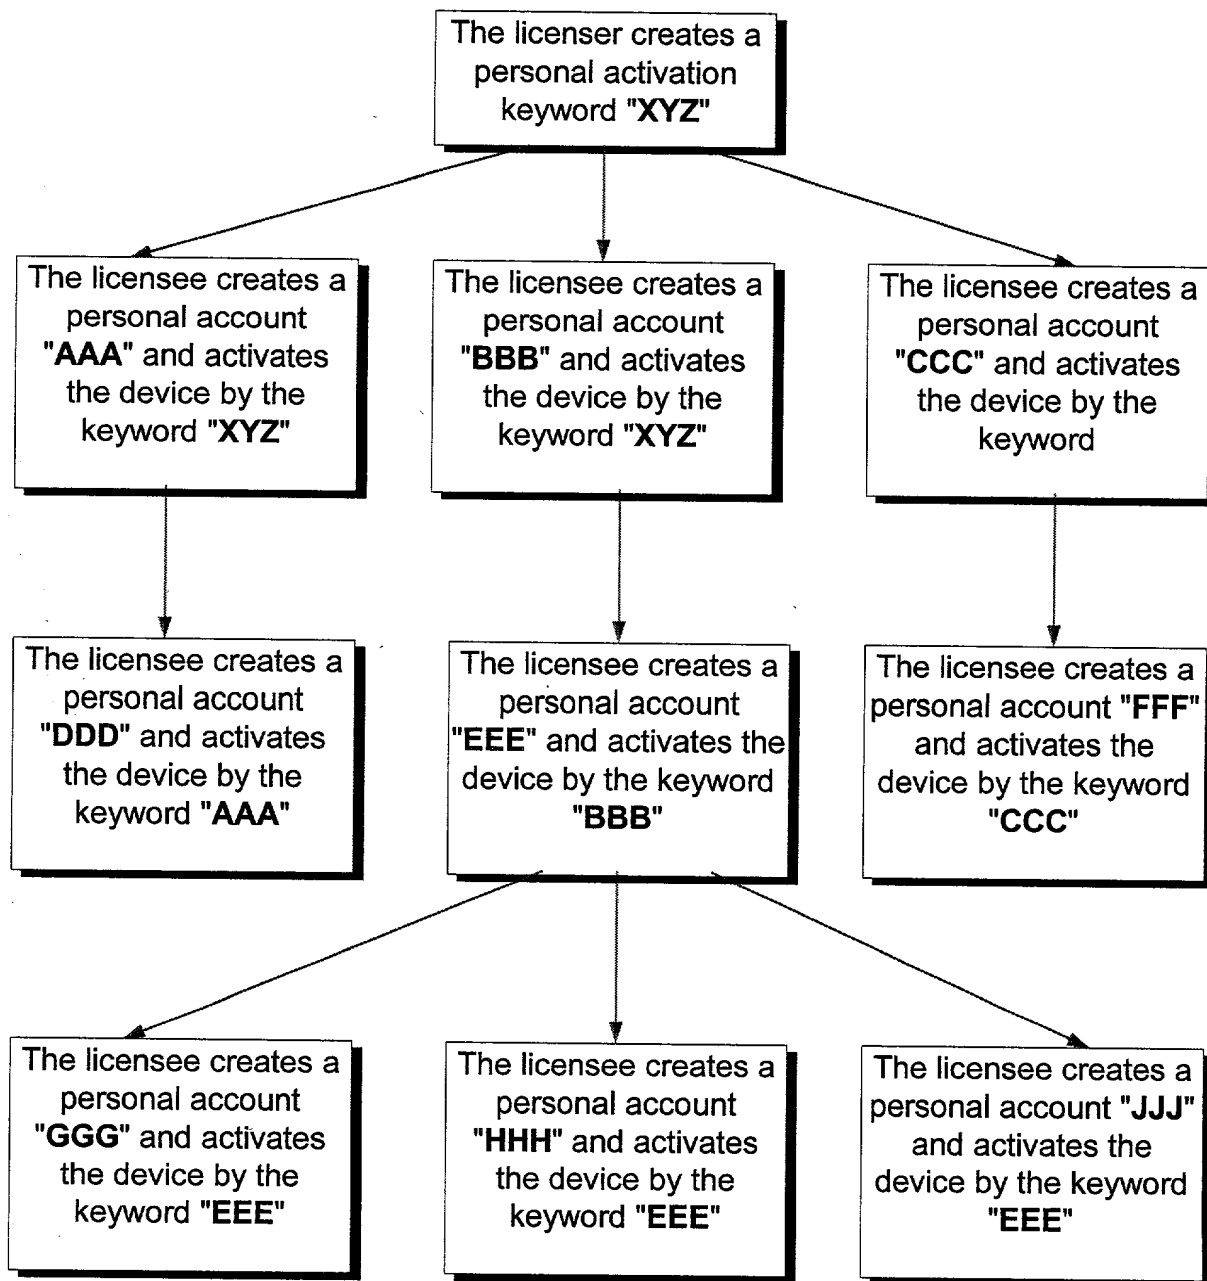 The licenser creates a
personal activation
keyword "XYZ"
The licensee creates a
personal account
"AAA" and activates
the device by the
keyword "XYZ"
The licensee creates a
personal account
"BBB" and activates
the device by the
keyword "XYZ"
The licensee creates a
personal account
"CCC" and activates
the device by the
keyword
The licensee creates a
personal account
"DDD" and activates
the device by the
keyword "AAA"
The licensee creates a
personal account
"EEE" and activates the
device by the keyword
"BBB"
The licensee creates a
personal account "FFF"
and activates the
device by the keyword
"CCC"
The licensee creates a
personal account
"GGG" and activates
the device by the
keyword "EEE"
The licensee creates a
personal account
"HHH" and activates
the device by the
keyword "EEE"
The licensee creates a
personal account "JJJ"
and activates the
device by the keyword
"EEE"